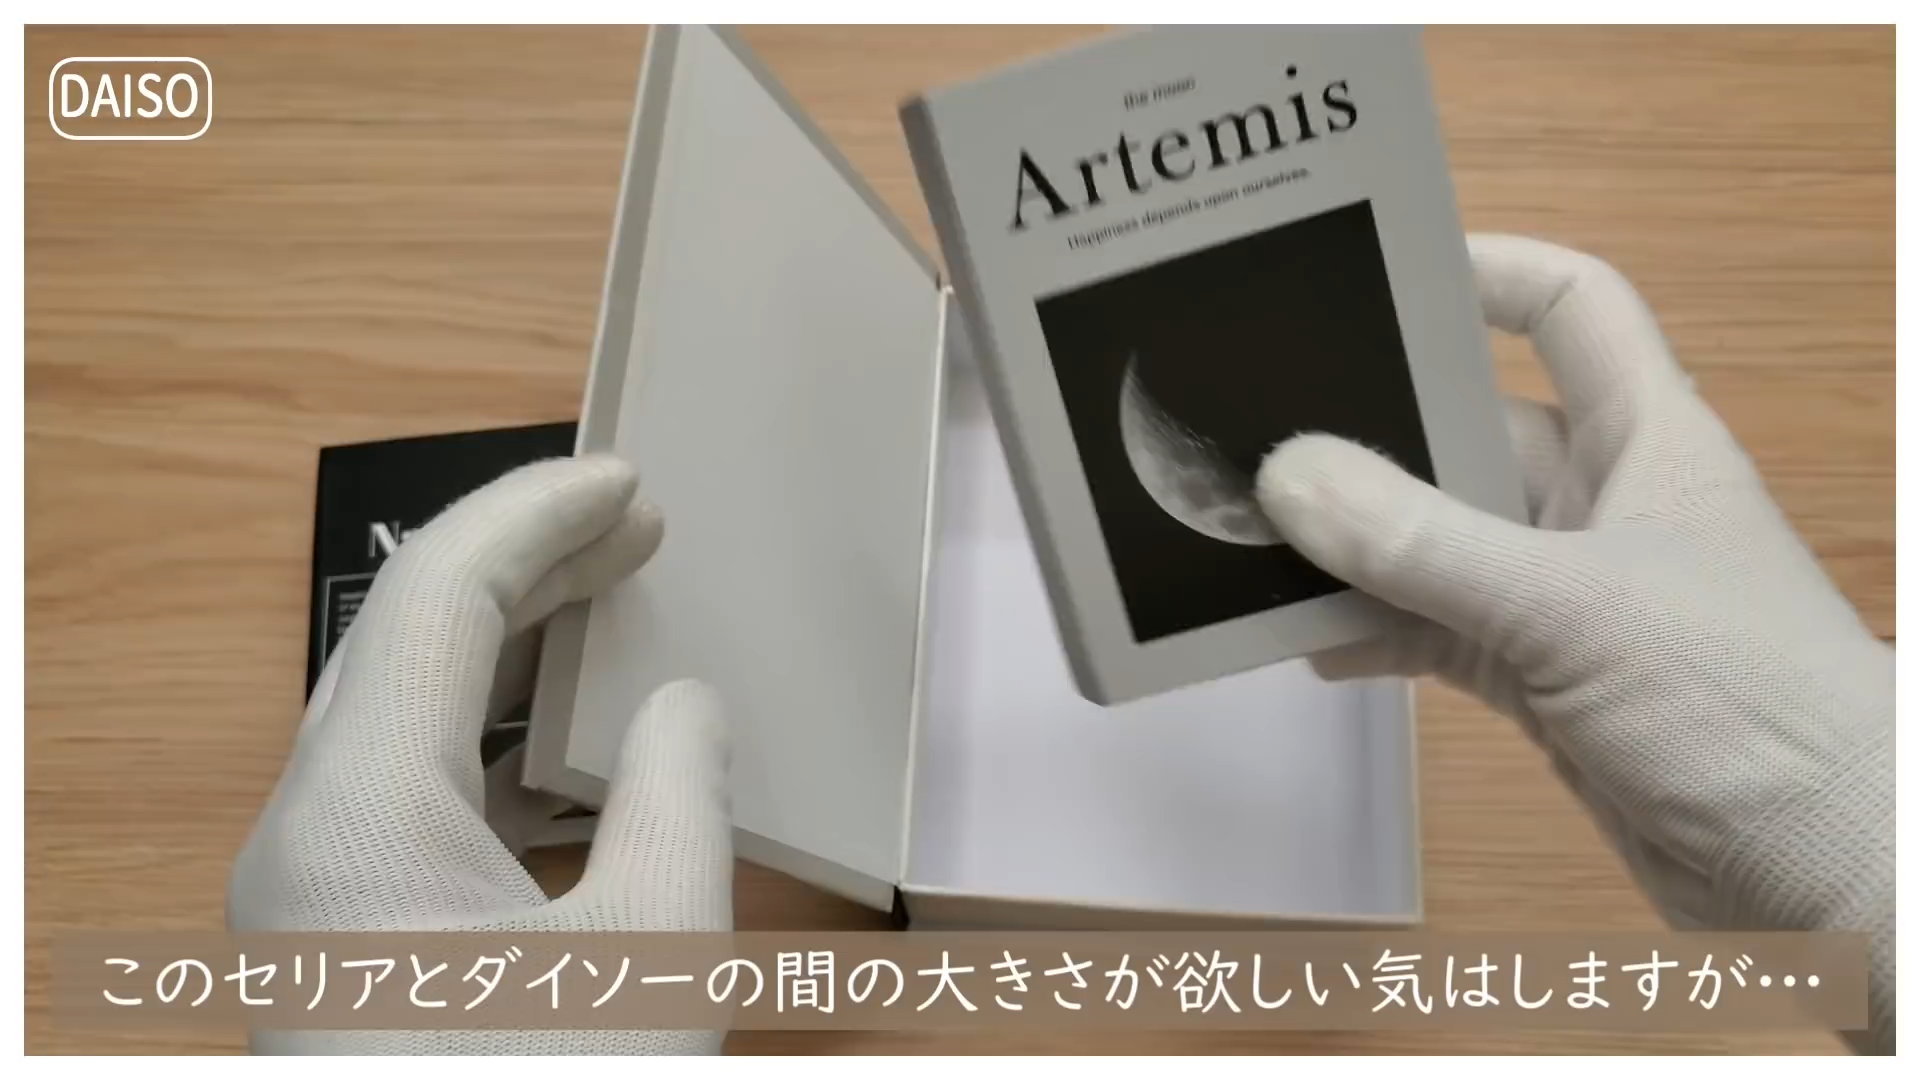 DAISO
the moon
Artemis
Happiness depends upon ourselves.
このセリアとダイソーの間の大きさが欲しい気はしますが…